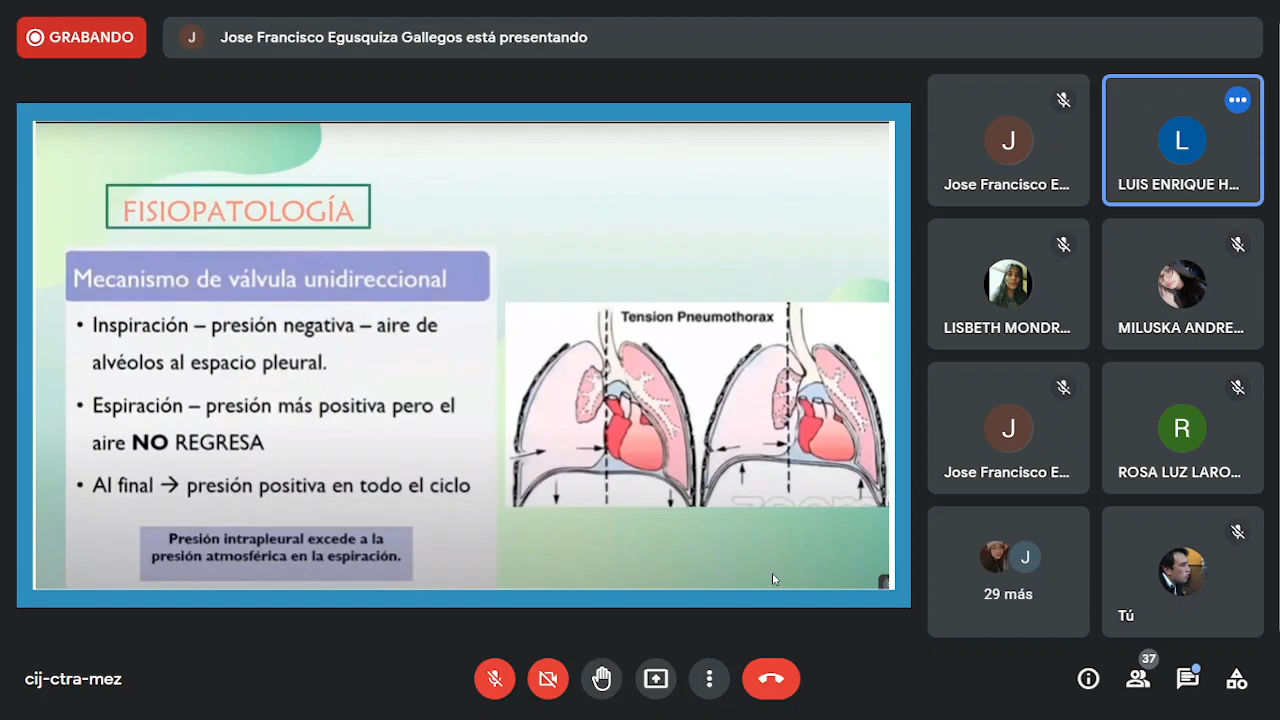 GRABANDO
J Jose Francisco Egusquiza Gallegos está presentando
FISIOPATOLOGÍA
Mecanismo de válvula unidireccional
• Inspiración – presión negativa – aire de
alvéolos al espacio pleural.
• Espiración – presión más positiva pero el
aire NO REGRESA
• Al final → presión positiva en todo el ciclo
Presión intrapleural excede a la
presión atmosférica en la espiración.
Tension Pneumothorax
zoom
J
Jose Francisco E...
L
LUIS ENRIQUE H...
LISBETH MONDR...
MILUSKA ANDRE...
J
Jose Francisco E...
R
ROSA LUZ LARO...
J
29 más
Tú
cij-ctra-mez
37